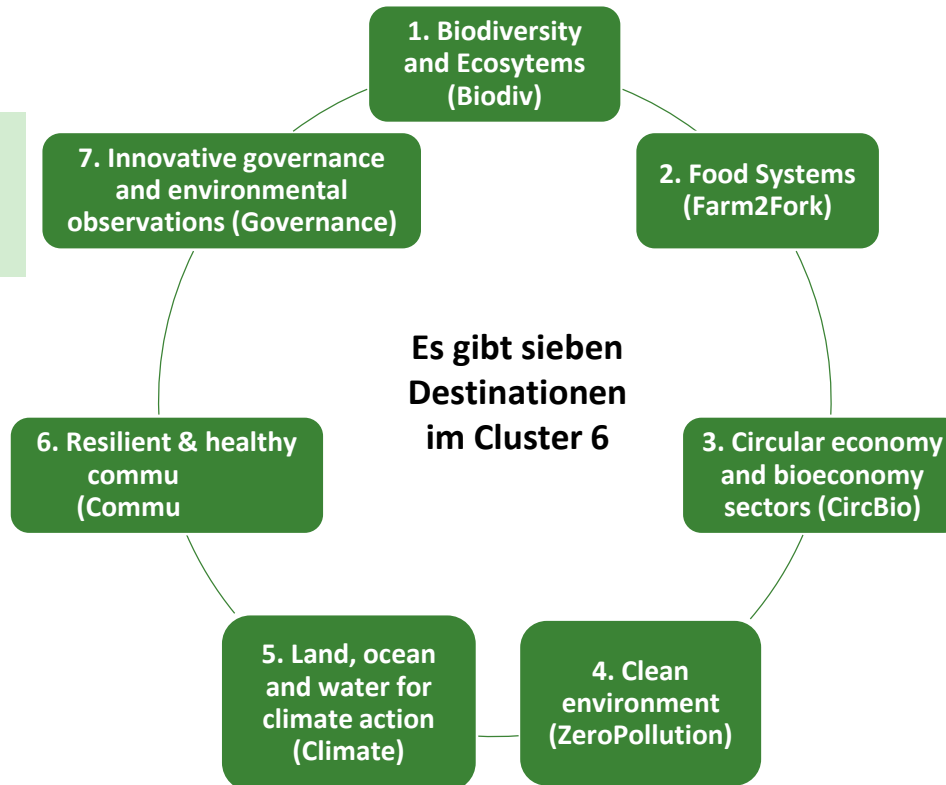 1. Biodiversity
and Ecosytems
(Biodiv)
2. Food Systems
(Farm2Fork)
3. Circular economy
and bioeconomy
sectors (CircBio)
4. Clean
environment
(ZeroPollution)
5. Land, ocean
and water for
climate action
(Climate)
6. Resilient & healthy
commu
(Commu
7. Innovative governance
and environmental
observations (Governance)
Es gibt sieben
Destinationen
im Cluster 6